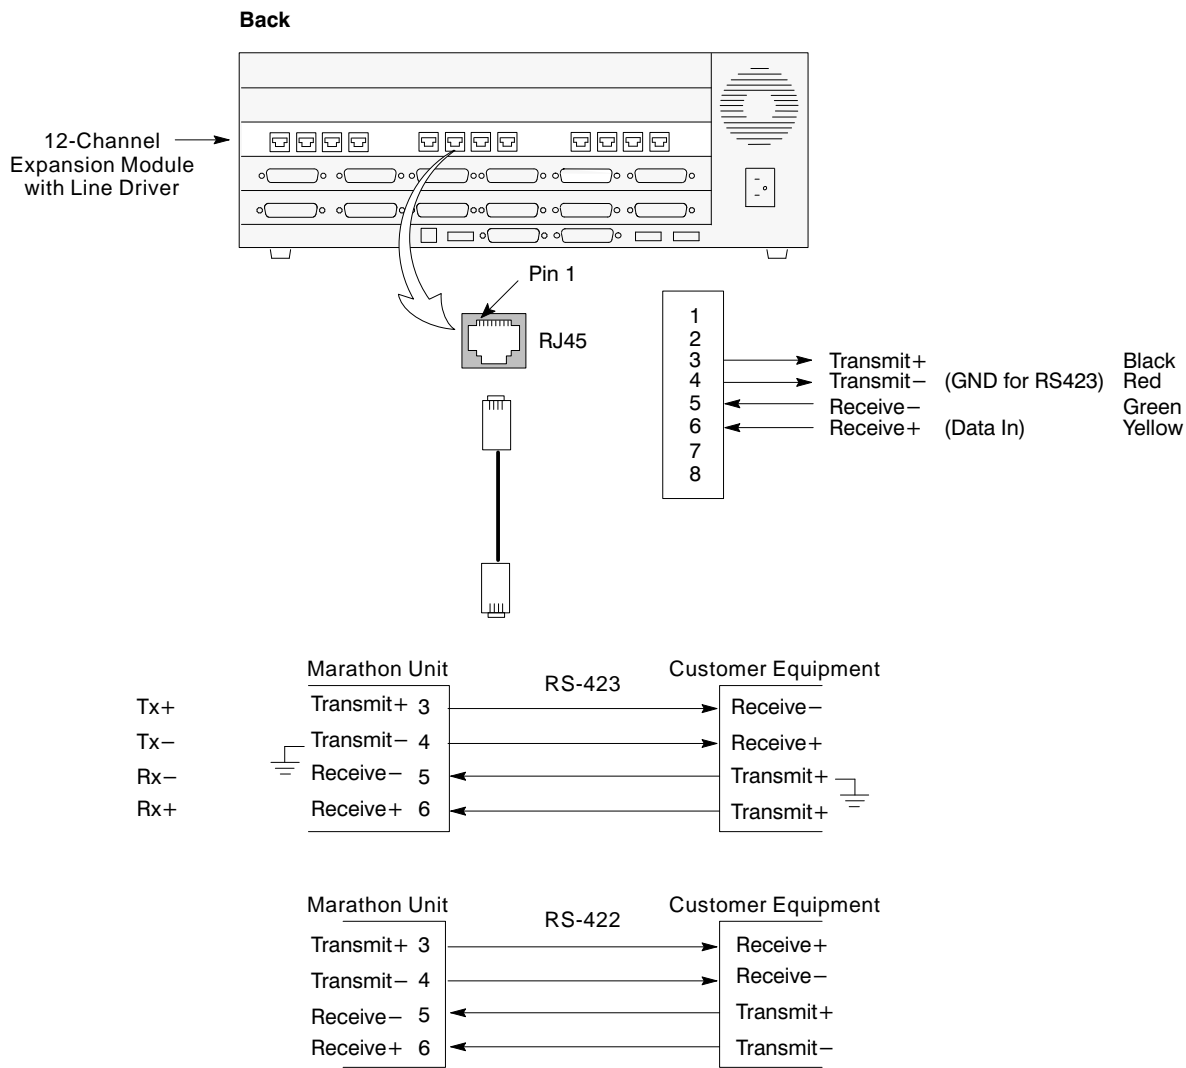 Back
12-Channel
Expansion Module
with Line Driver
Pin 1
RJ45
1
2
3 Transmit+ Black
4 Transmit− (GND for RS423) Red
5 Receive− Green
6 Receive+ (Data In) Yellow
7
8
Marathon Unit RS-423 Customer Equipment
Tx+ Transmit+ 3 Receive−
Tx− Transmit− 4 Receive+
Rx− Receive− 5 Transmit+
Rx+ Receive+ 6 Transmit+
Marathon Unit RS-422 Customer Equipment
Transmit+ 3 Receive+
Transmit− 4 Receive−
Receive− 5 Transmit+
Receive+ 6 Transmit−